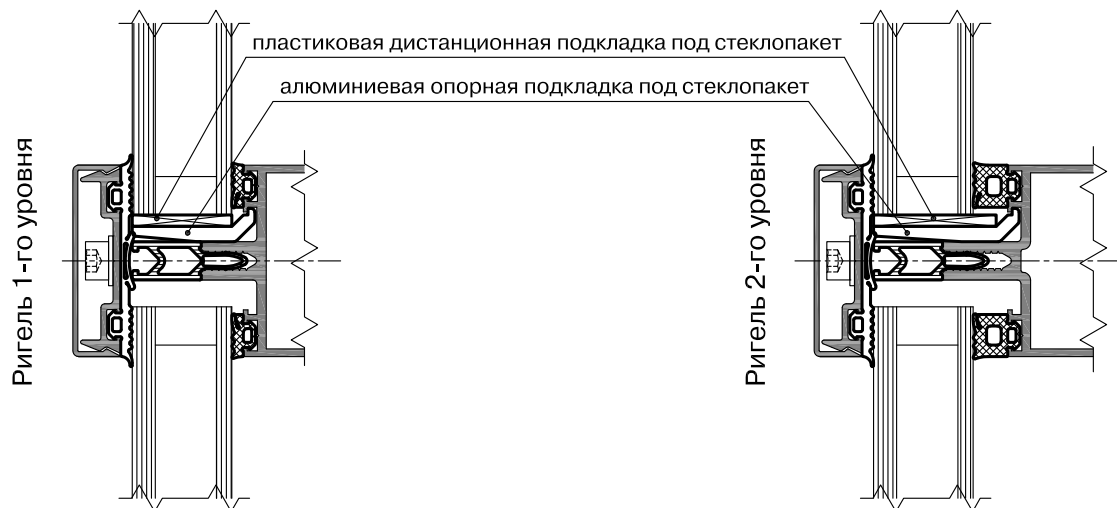 пластиковая дистанционная подкладка под стеклопакет
алюминиевая опорная подкладка под стеклопакет
Ригель 1-го уровня
Ригель 2-го уровня